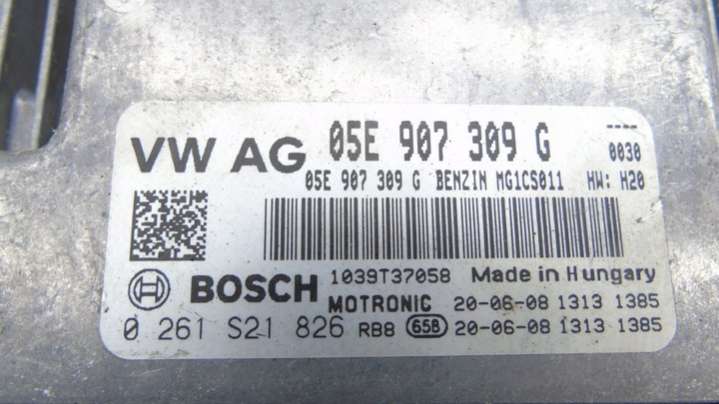 VW AG 05E 907 309 G ----
0030
05E 907 309 G BENZIN MG1CS011 HW: H20
BOSCH 1039T37058 Made in Hungary
MOTRONIC 20-06-08 1313 1385
0 261 S21 826 RB8 658 20-06-08 1313 1385